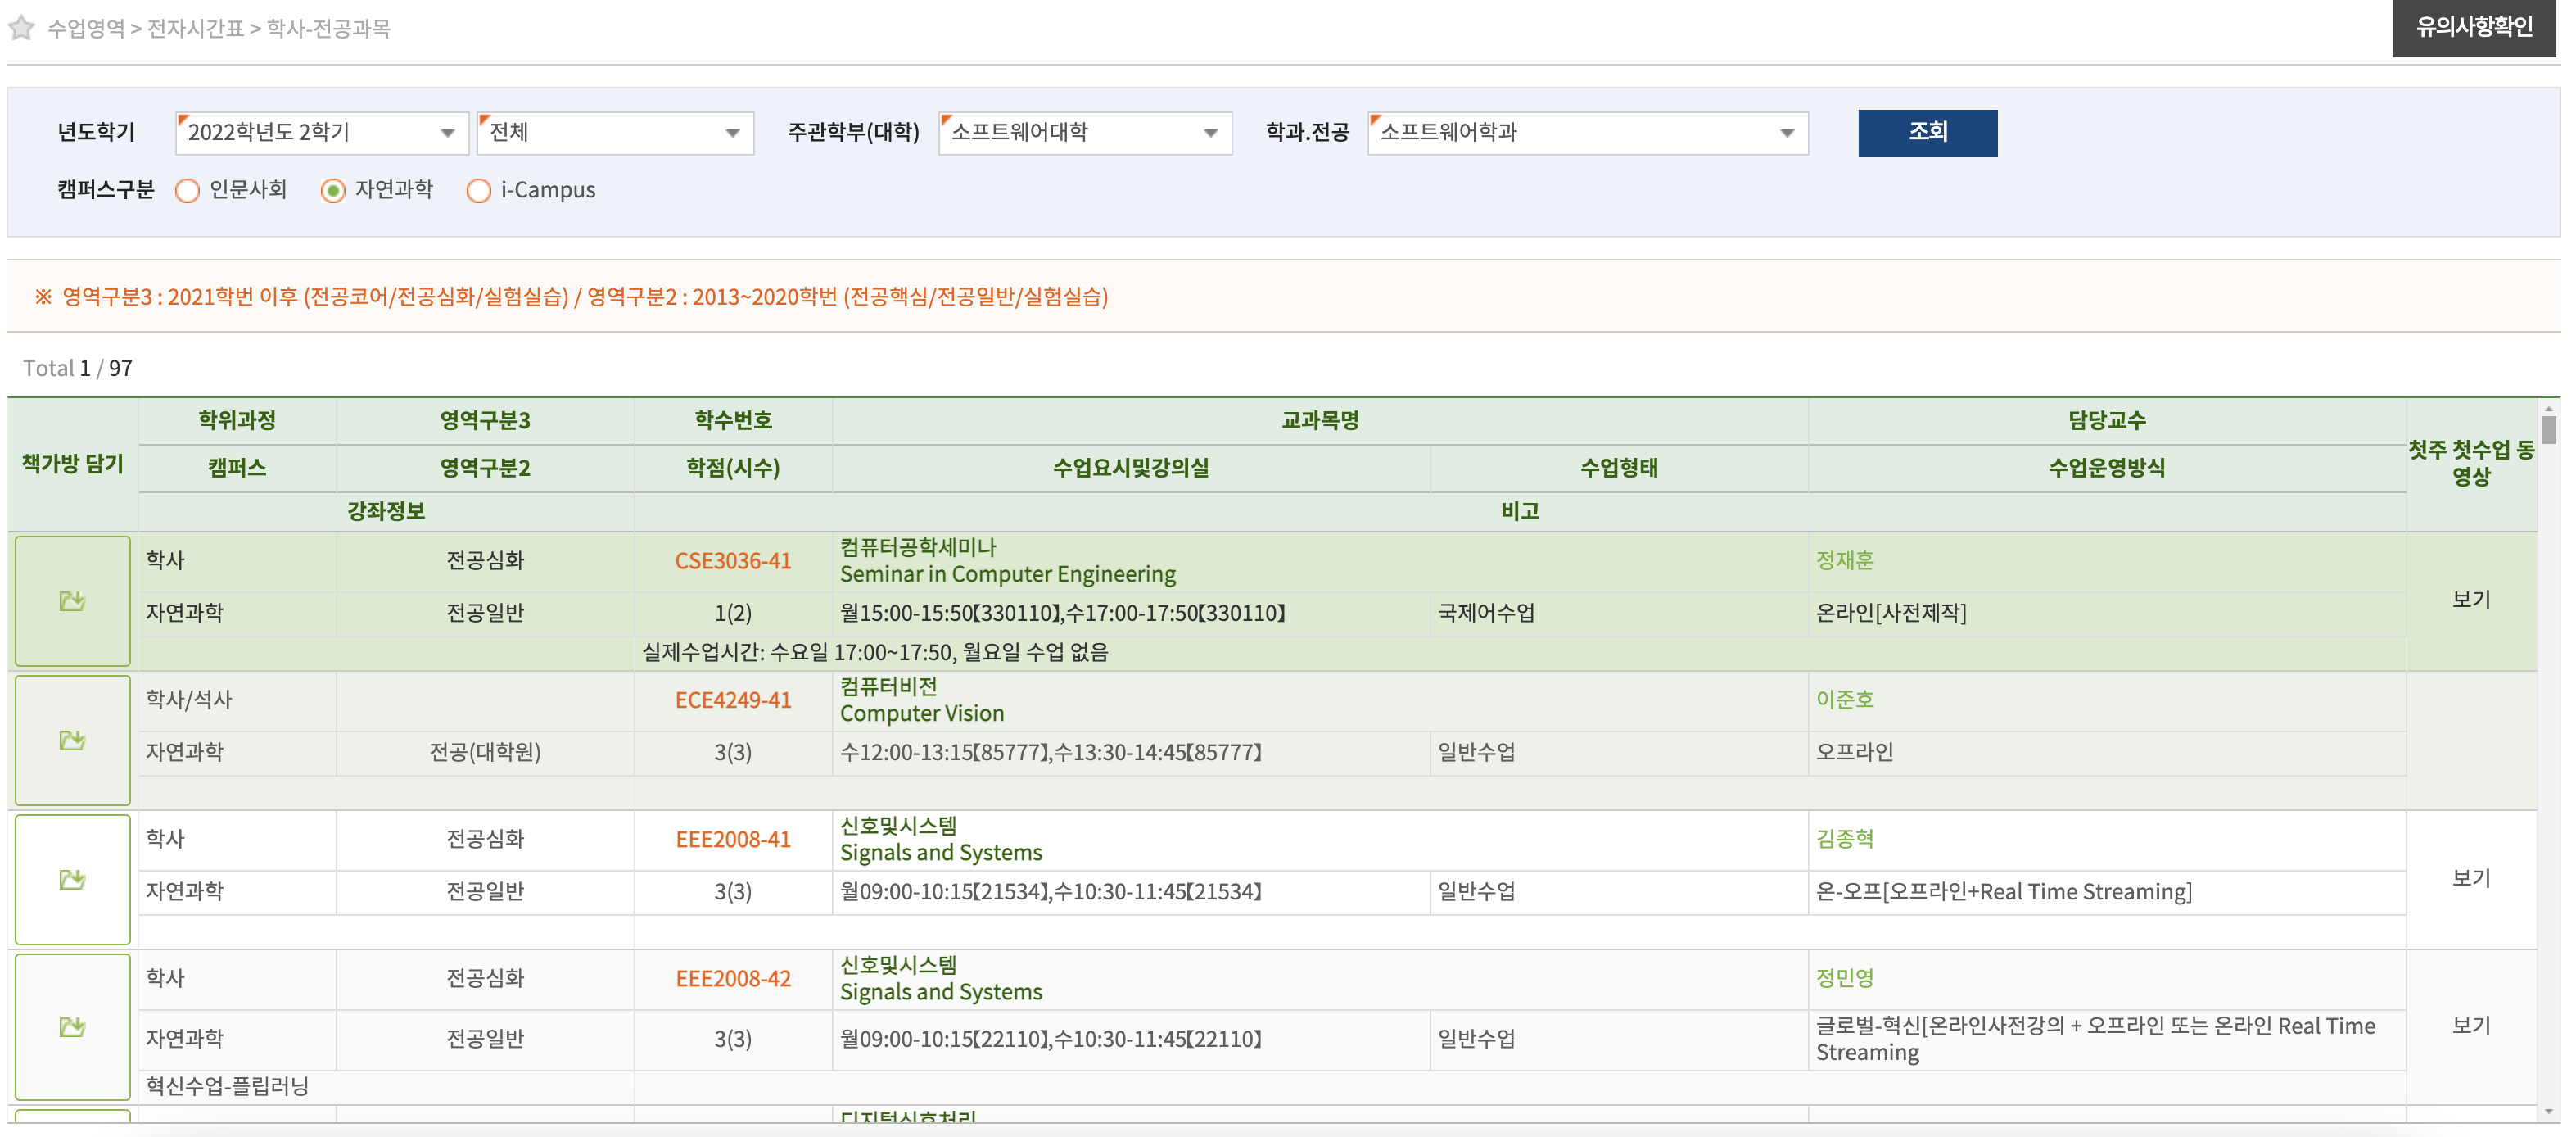 수업영역 > 전자시간표 > 학사-전공과목
유의사항확인
년도학기 2022학년도 2학기 전체 주관학부(대학) 소프트웨어대학 학과.전공 소프트웨어학과 조회
캠퍼스구분 인문사회 자연과학 i-Campus
※ 영역구분3 : 2021학번 이후 (전공코어/전공심화/실험실습) / 영역구분2 : 2013~2020학번 (전공핵심/전공일반/실험실습)
Total 1 / 97
책가방 담기 학위과정 영역구분3 학수번호 교과목명 담당교수 첫주 첫수업 동영상
캠퍼스 영역구분2 학점(시수) 수업요시및강의실 수업형태 수업운영방식
강좌정보 비고
학사 전공심화 CSE3036-41 컴퓨터공학세미나 정재훈
Seminar in Computer Engineering
보기
자연과학 전공일반 1(2) 월15:00-15:50【330110】,수17:00-17:50【330110】 국제어수업 온라인[사전제작]
실제수업시간: 수요일 17:00~17:50, 월요일 수업 없음
학사/석사 ECE4249-41 컴퓨터비전 이준호
Computer Vision
자연과학 전공(대학원) 3(3) 수12:00-13:15【85777】,수13:30-14:45【85777】 일반수업 오프라인
학사 전공심화 EEE2008-41 신호및시스템 김종혁
Signals and Systems
보기
자연과학 전공일반 3(3) 월09:00-10:15【21534】,수10:30-11:45【21534】 일반수업 온-오프[오프라인+Real Time Streaming]
학사 전공심화 EEE2008-42 신호및시스템 정민영
Signals and Systems
보기
자연과학 전공일반 3(3) 월09:00-10:15【22110】,수10:30-11:45【22110】 일반수업 글로벌-혁신[온라인사전강의 + 오프라인 또는 온라인 Real Time
Streaming
혁신수업-플립러닝
디지털신호처리